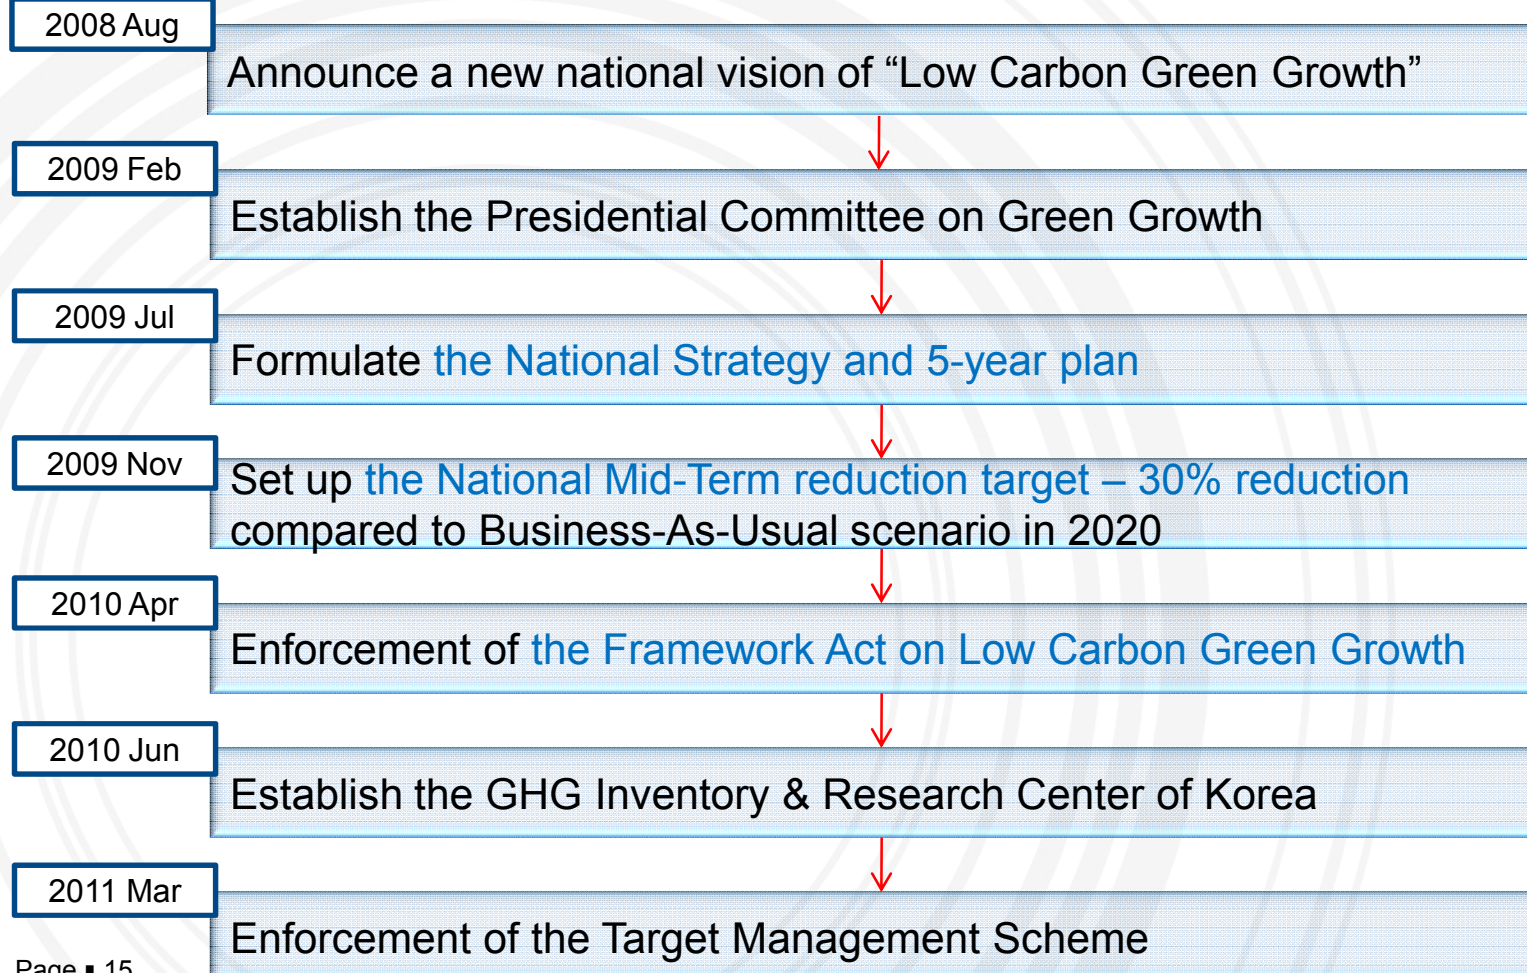 2008 Aug
Announce a new national vision of “Low Carbon Green Growth”
2009 Feb
Establish the Presidential Committee on Green Growth
2009 Jul
Formulate the National Strategy and 5-year plan
2009 Nov
Set up the National Mid-Term reduction target – 30% reduction
compared to Business-As-Usual scenario in 2020
2010 Apr
Enforcement of the Framework Act on Low Carbon Green Growth
2010 Jun
Establish the GHG Inventory & Research Center of Korea
2011 Mar
Enforcement of the Target Management Scheme
Page ▪ 15